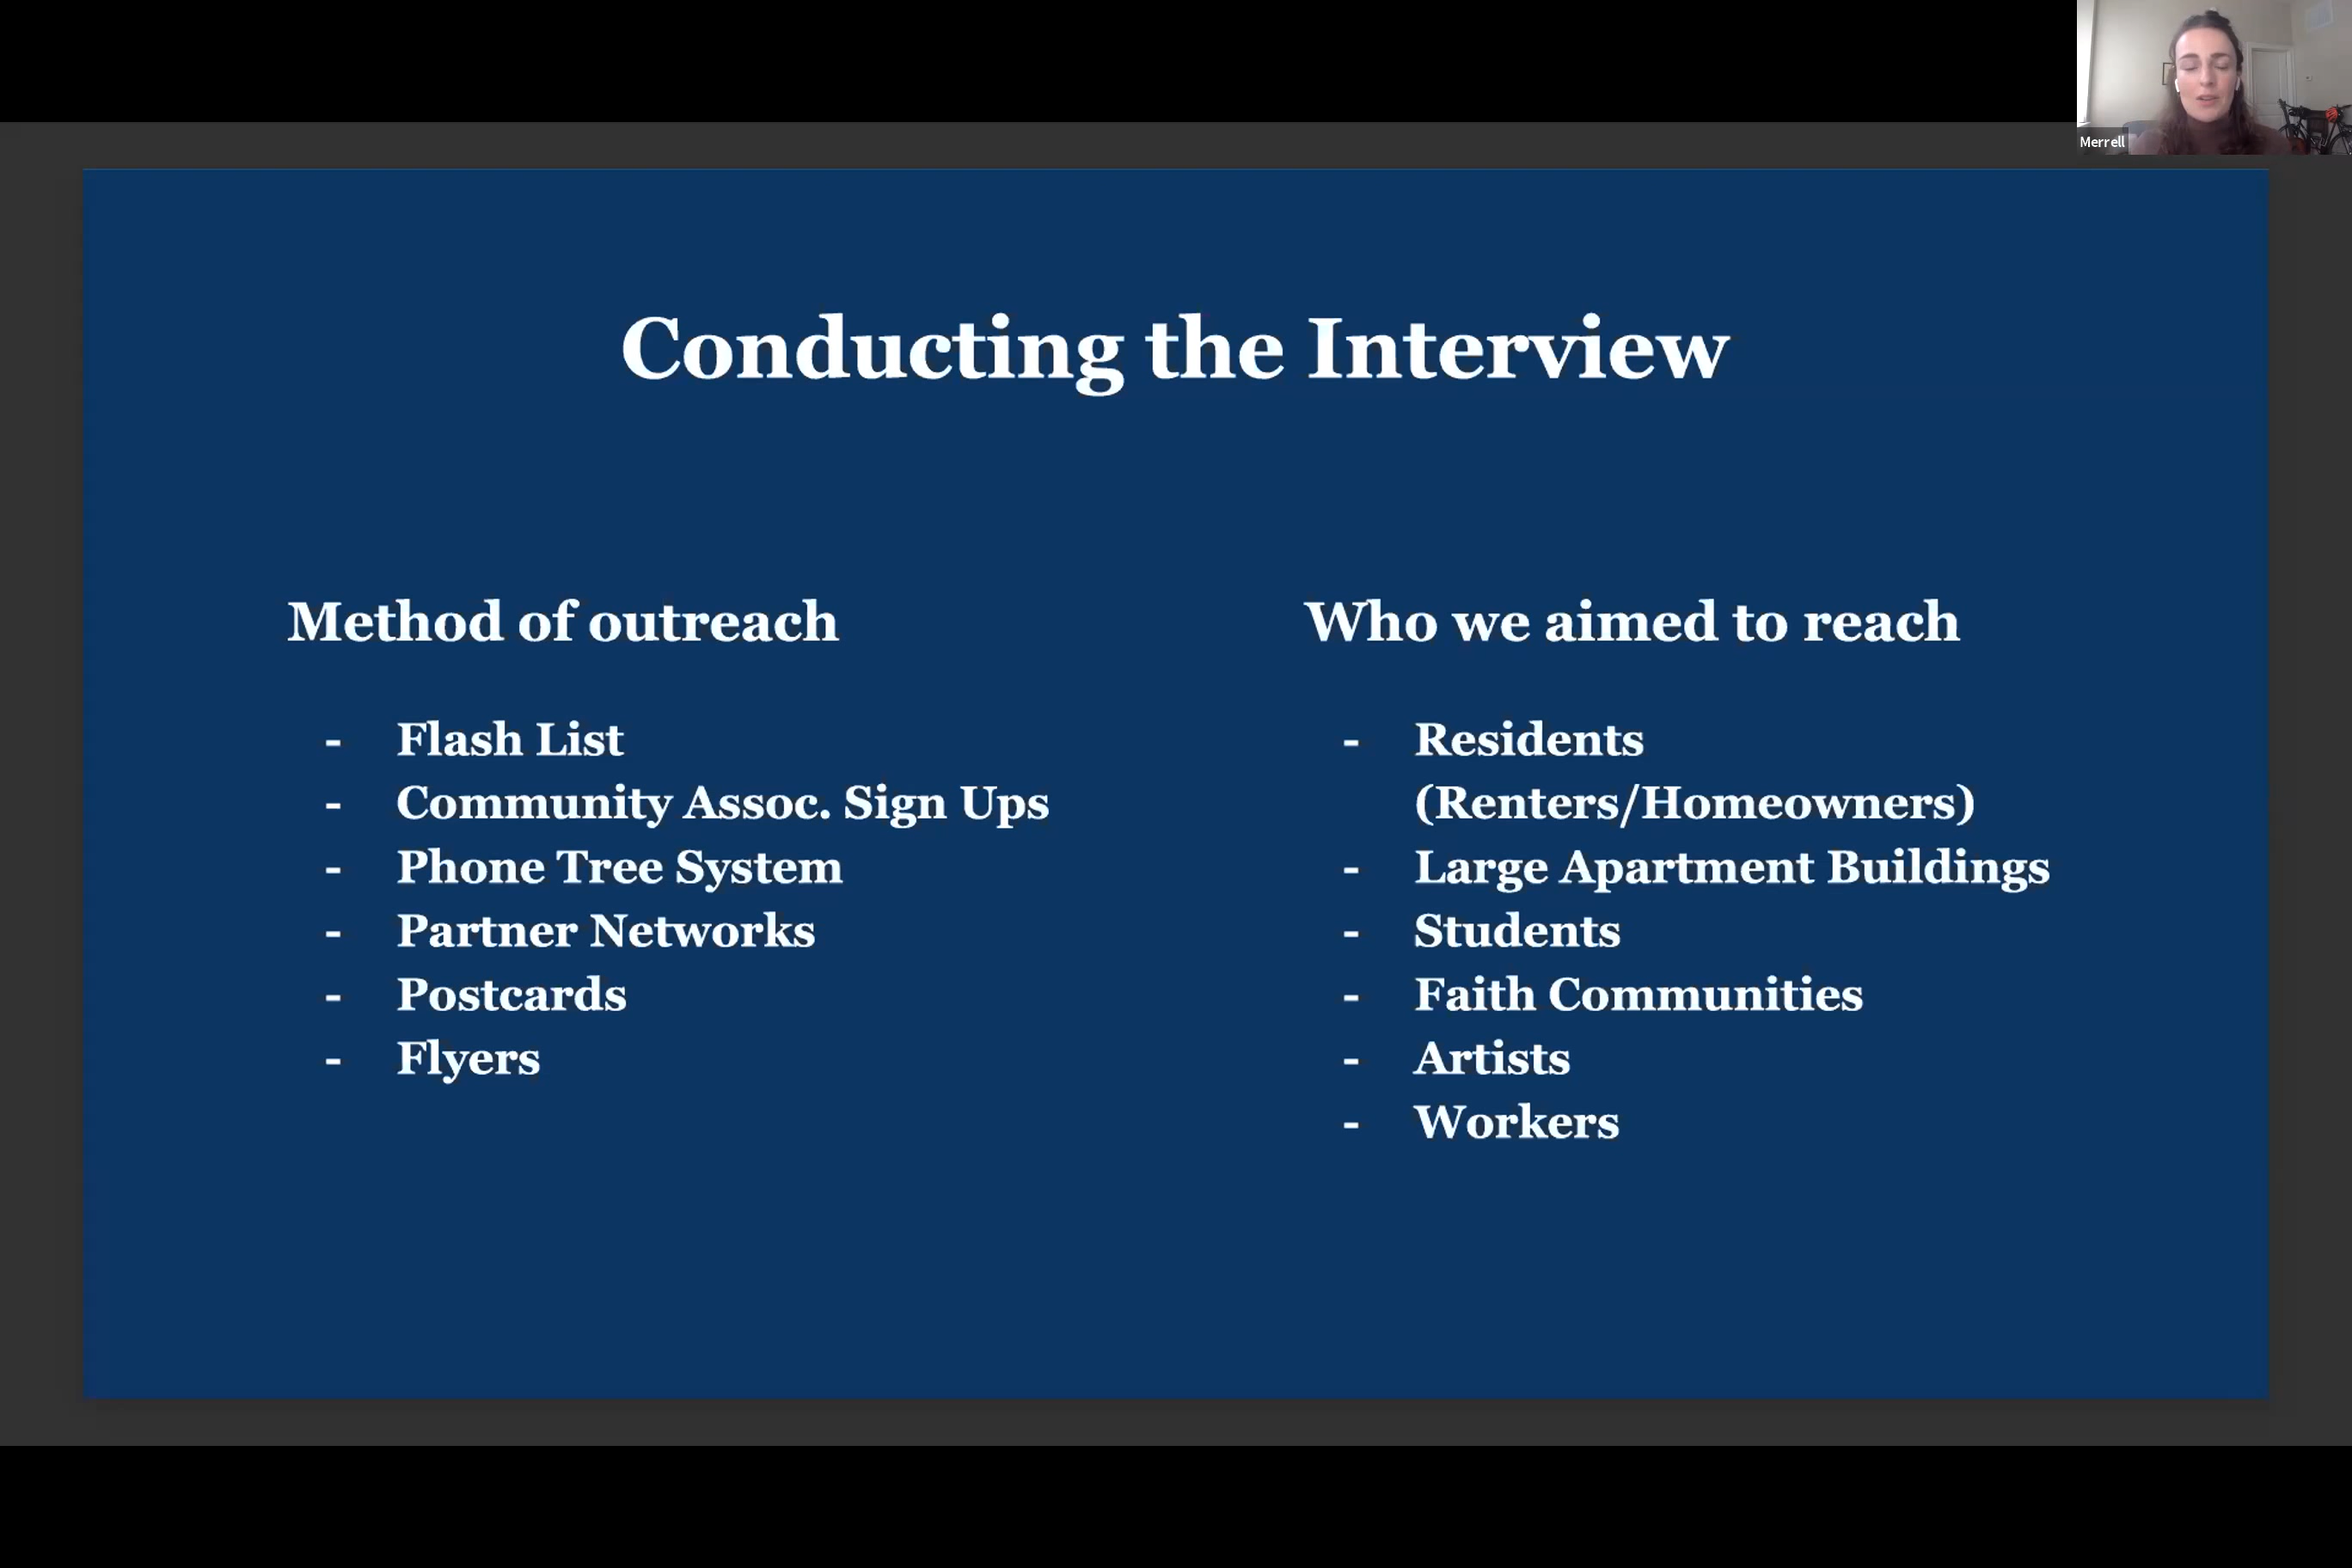 Merrell
Conducting the Interview
Method of outreach
- Flash List
- Community Assoc. Sign Ups
- Phone Tree System
- Partner Networks
- Postcards
- Flyers
Who we aimed to reach
- Residents
(Renters/Homeowners)
- Large Apartment Buildings
- Students
- Faith Communities
- Artists
- Workers